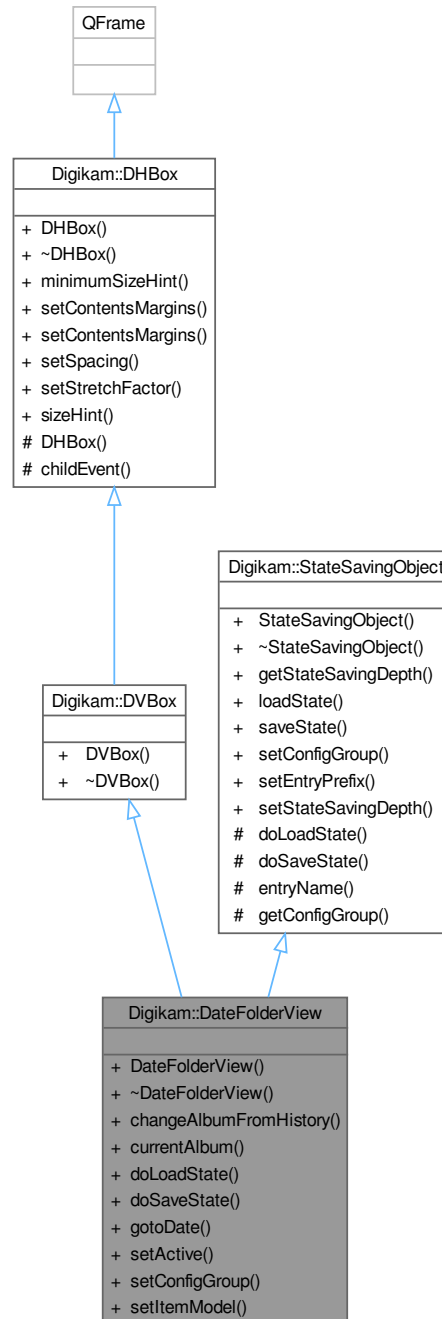 QFrame
Digikam::DHBox
+ DHBox()
+ ~DHBox()
+ minimumSizeHint()
+ setContentsMargins()
+ setContentsMargins()
+ setSpacing()
+ setStretchFactor()
+ sizeHint()
# DHBox()
# childEvent()
Digikam::StateSavingObject
+ StateSavingObject()
+ ~StateSavingObject()
+ getStateSavingDepth()
+ loadState()
+ saveState()
+ setConfigGroup()
+ setEntryPrefix()
+ setStateSavingDepth()
# doLoadState()
# doSaveState()
# entryName()
# getConfigGroup()
Digikam::DVBox
+ DVBox()
+ ~DVBox()
Digikam::DateFolderView
+ DateFolderView()
+ ~DateFolderView()
+ changeAlbumFromHistory()
+ currentAlbum()
+ doLoadState()
+ doSaveState()
+ gotoDate()
+ setActive()
+ setConfigGroup()
+ setItemModel()